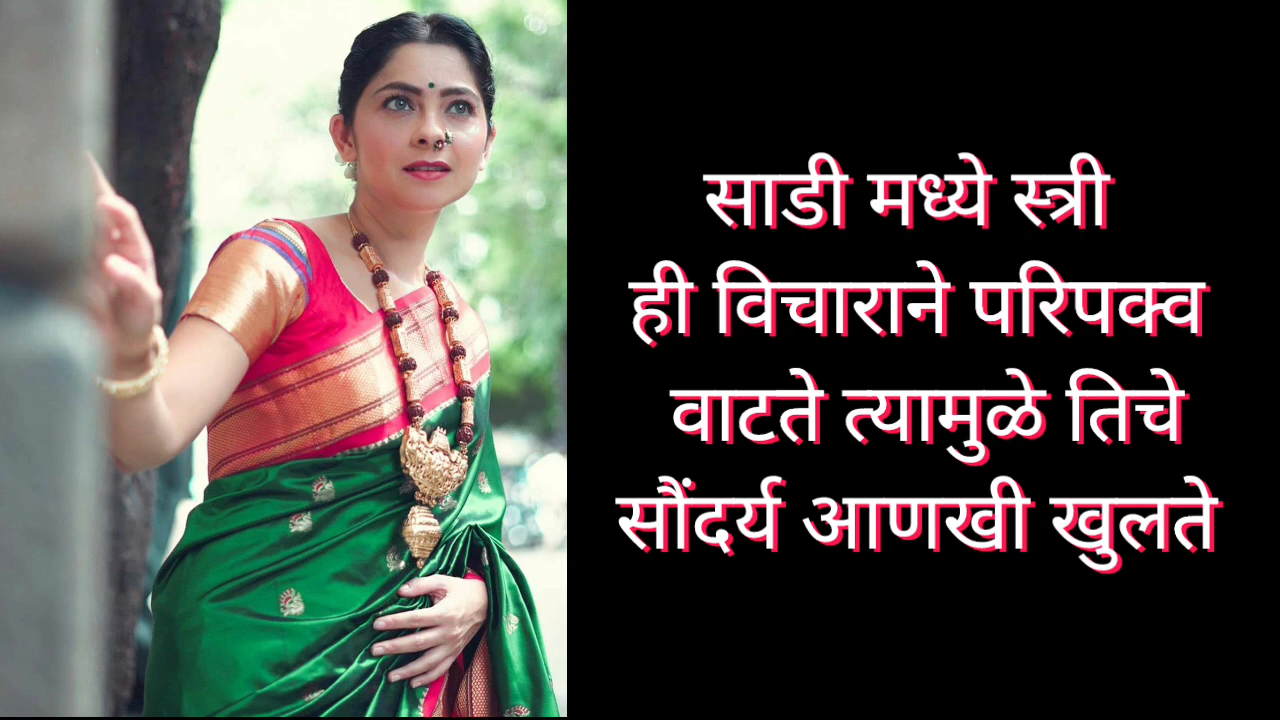 साडी मध्ये स्त्री
ही विचाराने परिपक्व
वाटते त्यामुळे तिचे
सौंदर्य आणखी खुलते